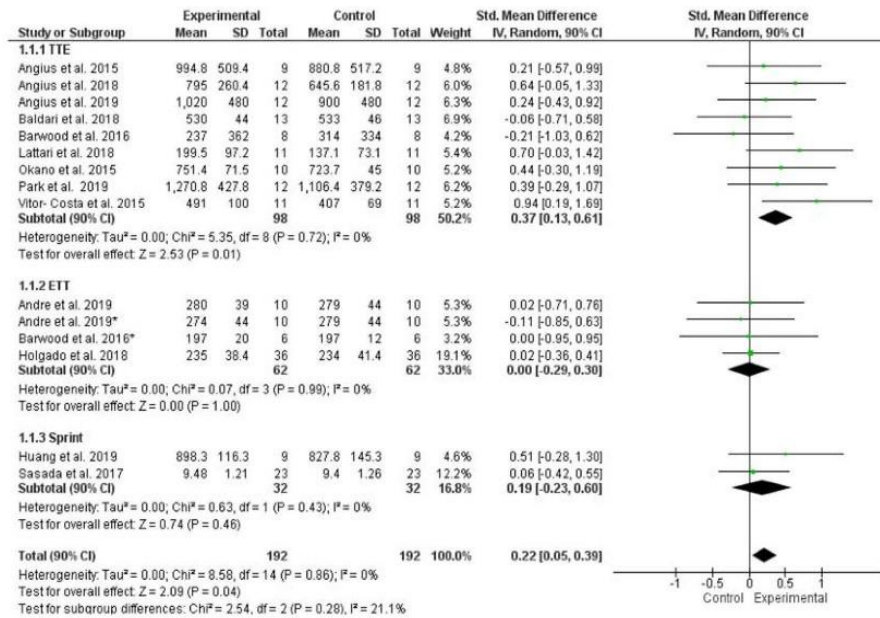 Experimental Control Std. Mean Difference Std. Mean Difference
Study or Subgroup Mean SD Total Mean SD Total Weight IV, Random, 90% CI IV, Random, 90% CI
1.1.1 TTE
Angius et al. 2015 994.8 509.4 9 880.8 517.2 9 4.8% 0.21 [-0.57, 0.99]
Angius et al. 2018 795 260.4 12 645.6 181.8 12 6.0% 0.64 [-0.05, 1.33]
Angius et al. 2019 1,020 480 12 900 480 12 6.4% 0.24 [-0.43, 0.92]
Baldari et al. 2018 530 44 13 533 46 13 6.9% -0.06 [-0.71, 0.58]
Barwood et al. 2016 237 362 8 314 334 8 4.2% -0.21 [-1.03, 0.62]
Lattari et al. 2018 199.5 97.2 11 137.1 73.1 11 5.4% 0.70 [-0.03, 1.42]
Okano et al. 2015 751.4 71.5 10 723.7 45 10 5.2% 0.44 [-0.30, 1.19]
Park et al. 2019 1,270.8 427.8 12 1,106.4 379.2 12 6.2% 0.39 [-0.29, 1.07]
Vitor- Costa et al. 2015 491 100 11 407 69 11 5.1% 0.94 [0.19, 1.69]
Subtotal (90% CI) 98 98 50.2% 0.37 [0.13, 0.61]
Heterogeneity: Tau² = 0.00; Chi² = 5.35, df = 8 (P = 0.72); I² = 0%
Test for overall effect: Z = 2.53 (P = 0.01)
1.1.2 ETT
Andre et al. 2019 280 39 10 279 44 10 5.3% 0.02 [-0.71, 0.76]
Andre et al. 2019* 274 44 10 279 44 10 5.3% -0.11 [-0.85, 0.63]
Barwood et al. 2016* 197 20 6 197 12 6 3.2% 0.00 [-0.95, 0.95]
Holgado et al. 2018 235 38.4 36 234 41.4 36 19.1% 0.02 [-0.36, 0.41]
Subtotal (90% CI) 62 62 33.0% 0.00 [-0.29, 0.30]
Heterogeneity: Tau² = 0.00; Chi² = 0.07, df = 3 (P = 0.99); I² = 0%
Test for overall effect: Z = 0.00 (P = 1.00)
1.1.3 Sprint
Huang et al. 2019 898.3 116.3 9 827.8 145.3 9 4.6% 0.51 [-0.28, 1.30]
Sasada et al. 2017 9.48 1.21 23 9.4 1.26 23 12.2% 0.06 [-0.42, 0.55]
Subtotal (90% CI) 32 32 16.8% 0.19 [-0.23, 0.60]
Heterogeneity: Tau² = 0.00; Chi² = 0.63, df = 1 (P = 0.43); I² = 0%
Test for overall effect: Z = 0.74 (P = 0.46)
Total (90% CI) 192 192 100.0% 0.22 [0.05, 0.39]
Heterogeneity: Tau² = 0.00; Chi² = 8.58, df = 14 (P = 0.86); I² = 0%
Test for overall effect: Z = 2.09 (P = 0.04)
Test for subgroup differences: Chi² = 2.54, df = 2 (P = 0.28), I² = 21.1%
-1 -0.5 0 0.5 1
Control Experimental